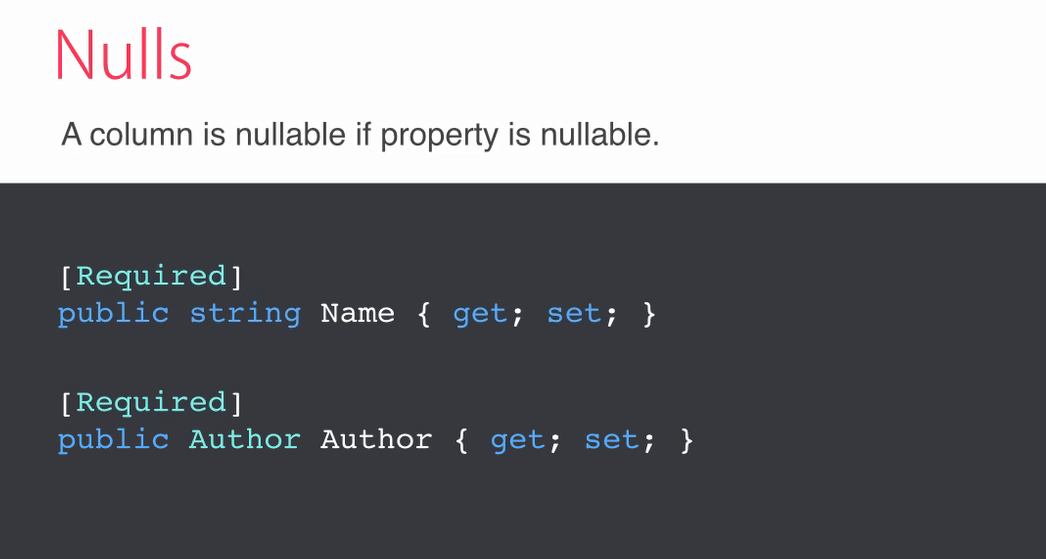 Nulls
A column is nullable if property is nullable.
[Required]
public string Name { get; set; }
[Required]
public Author Author { get; set; }